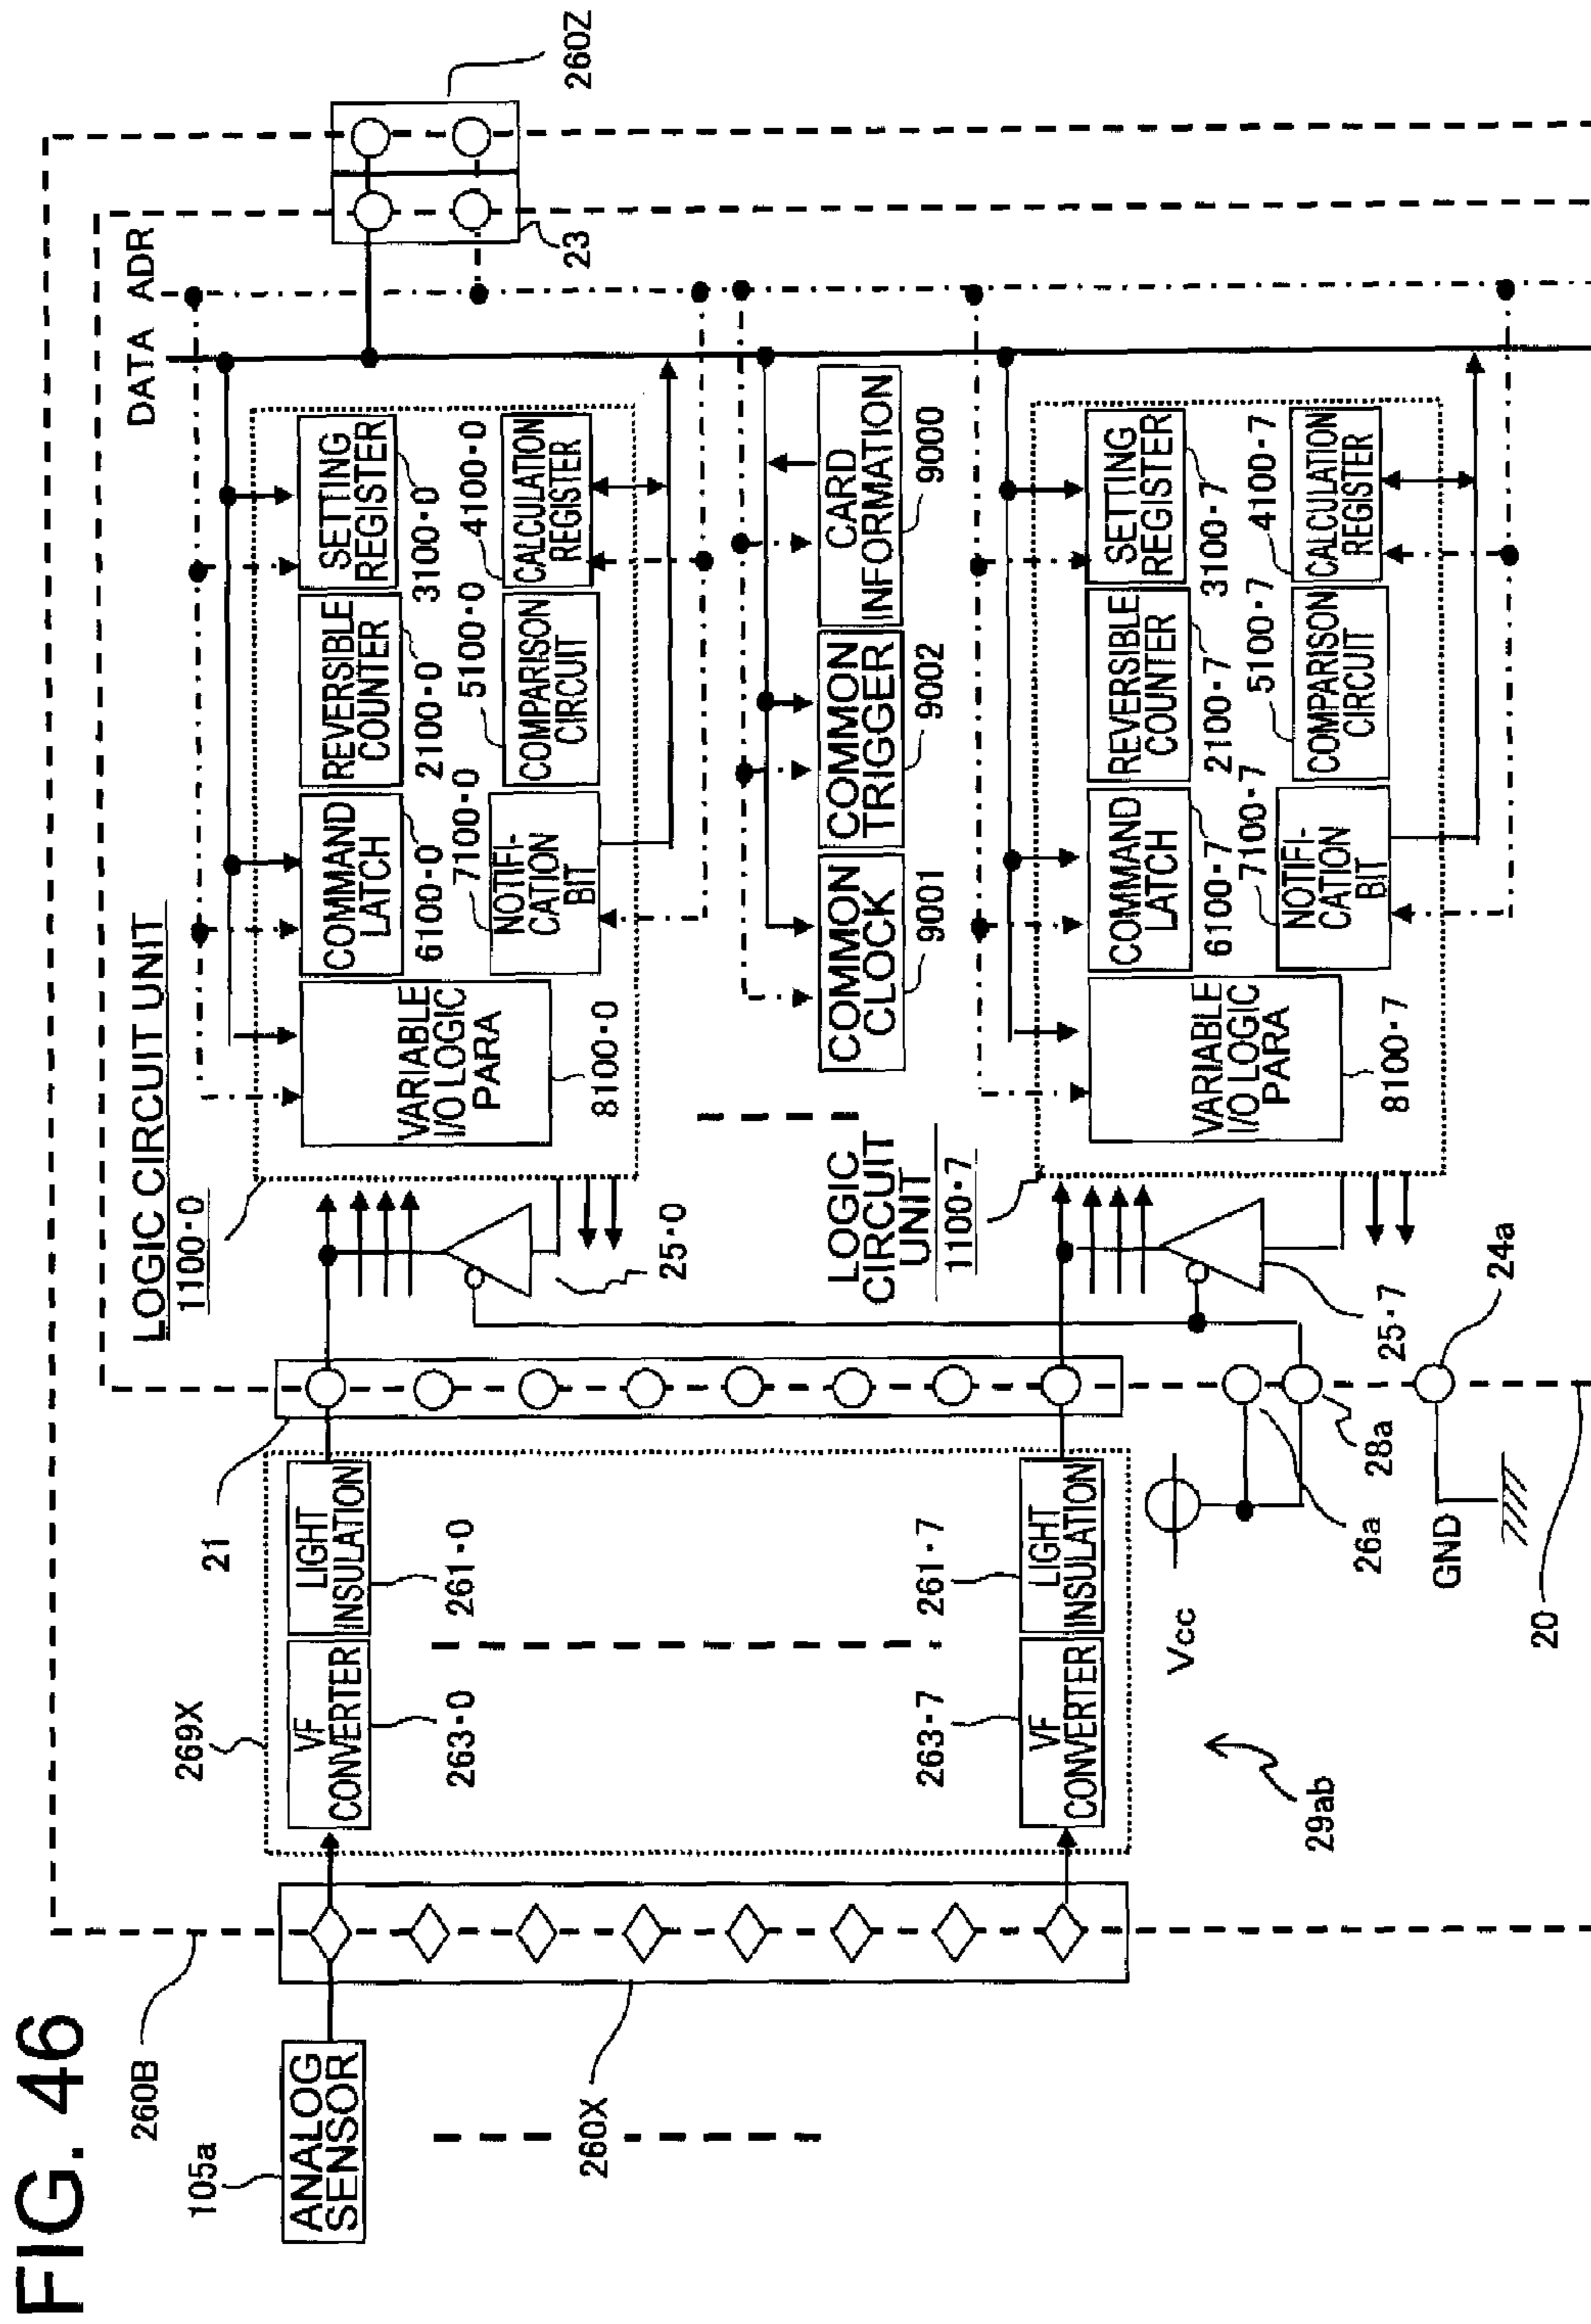 FIG. 46
260B
105a
ANALOG
SENSOR
260X
269X
VF
CONVERTER
LIGHT
INSULATION
263·0
261·0
263·7
261·7
VF
CONVERTER
LIGHT
INSULATION
21
29ab
Vcc
26a
28a
GND
24a
20
25·0
25·7
LOGIC CIRCUIT UNIT
1100·0
DATA ADR
VARIABLE
I/O LOGIC
PARA
8100·0
COMMAND
LATCH
6100·0
REVERSIBLE
COUNTER
2100·0
SETTING
REGISTER
3100·0
7100·0
NOTIFI-
CATION
BIT
5100·0
COMPARISON
CIRCUIT
4100·0
CALCULATION
REGISTER
23
260Z
COMMON
CLOCK
9001
COMMON
TRIGGER
9002
CARD
INFORMATION
9000
LOGIC
CIRCUIT
UNIT
1100·7
VARIABLE
I/O LOGIC
PARA
8100·7
COMMAND
LATCH
6100·7
REVERSIBLE
COUNTER
2100·7
SETTING
REGISTER
3100·7
7100·7
NOTIFI-
CATION
BIT
5100·7
COMPARISON
CIRCUIT
4100·7
CALCULATION
REGISTER